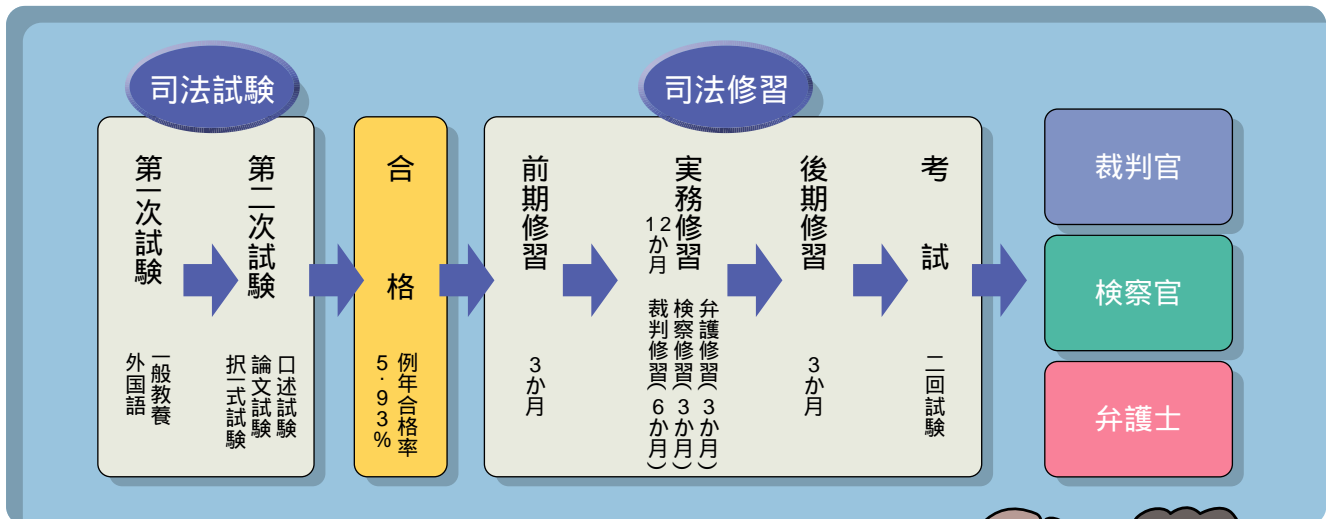 司法試験
第一次試験
一般教養
外国語
第二次試験
口述試験
論文試験
択一式試験
合格
例年合格率
5・93%
司法修習
前期修習
3か月
実務修習
12か月
弁護修習(3か月)
検察修習(3か月)
裁判修習(6か月)
後期修習
3か月
考試
二回試験
裁判官
検察官
弁護士